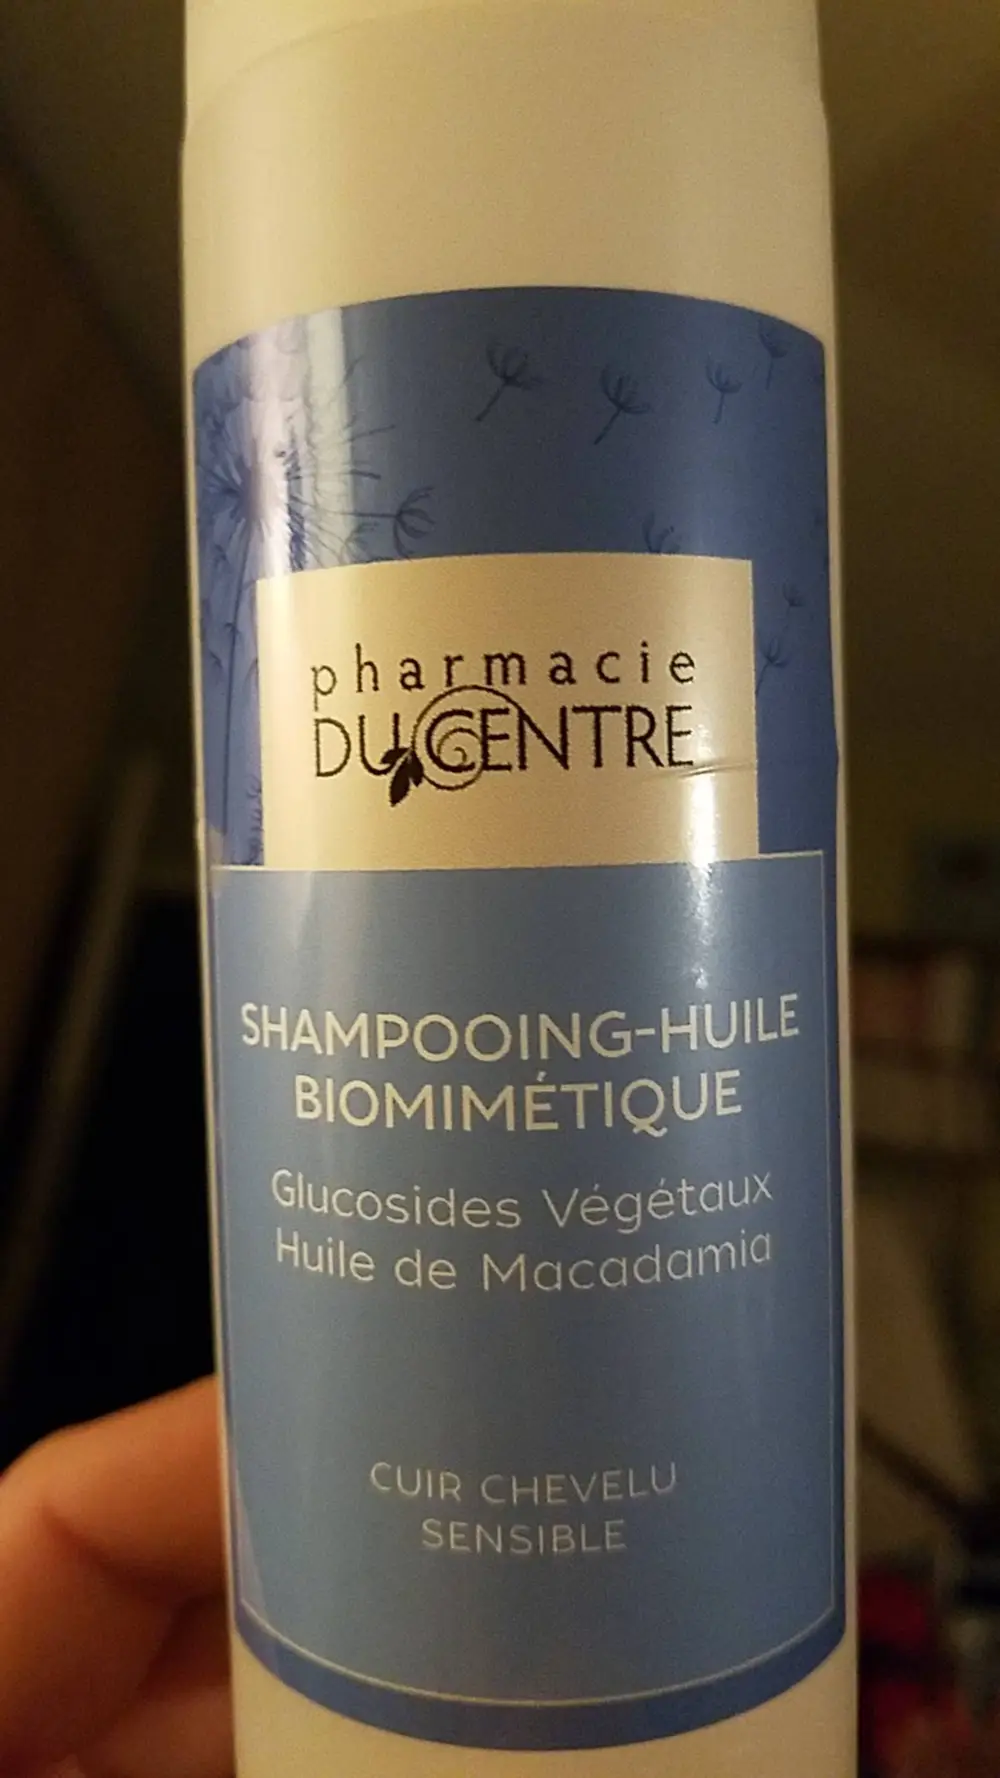 pharmacie
DU CENTRE
SHAMPOOING-HUILE
BIOMIMÉTIQUE
Glucosides Végétaux
Huile de Macadamia
CUIR CHEVELU
SENSIBLE